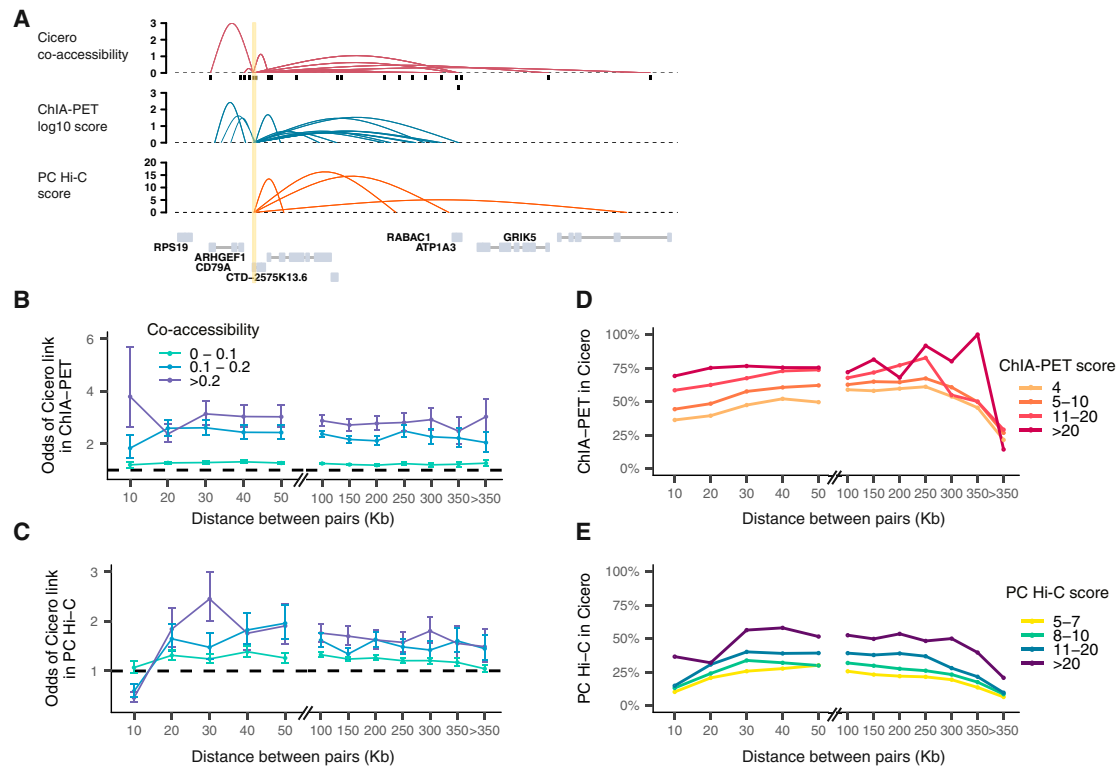 A
Cicero
co-accessibility
3
2
1
0
ChIA-PET
log10 score
3
2
1
0
PC Hi-C
score
20
15
10
5
0
RPS19
ARHGEF1
CD79A
CTD-2575K13.6
RABAC1
ATP1A3
GRIK5
B
Odds of Cicero link
in ChIA−PET
Co-accessibility
0 − 0.1
0.1 − 0.2
>0.2
6
4
2
10 20 30 40 50 100 150 200 250 300 350 >350
Distance between pairs (Kb)
C
Odds of Cicero link
in PC Hi−C
3
2
1
10 20 30 40 50 100 150 200 250 300 350 >350
Distance between pairs (Kb)
D
ChIA−PET in Cicero
100%
75%
50%
25%
0%
ChIA-PET score
4
5−10
11−20
>20
10 20 30 40 50 100 150 200 250 300 350 >350
Distance between pairs (Kb)
E
PC Hi−C in Cicero
100%
75%
50%
25%
0%
PC Hi-C score
5−7
8−10
11−20
>20
10 20 30 40 50 100 150 200 250 300 350 >350
Distance between pairs (Kb)